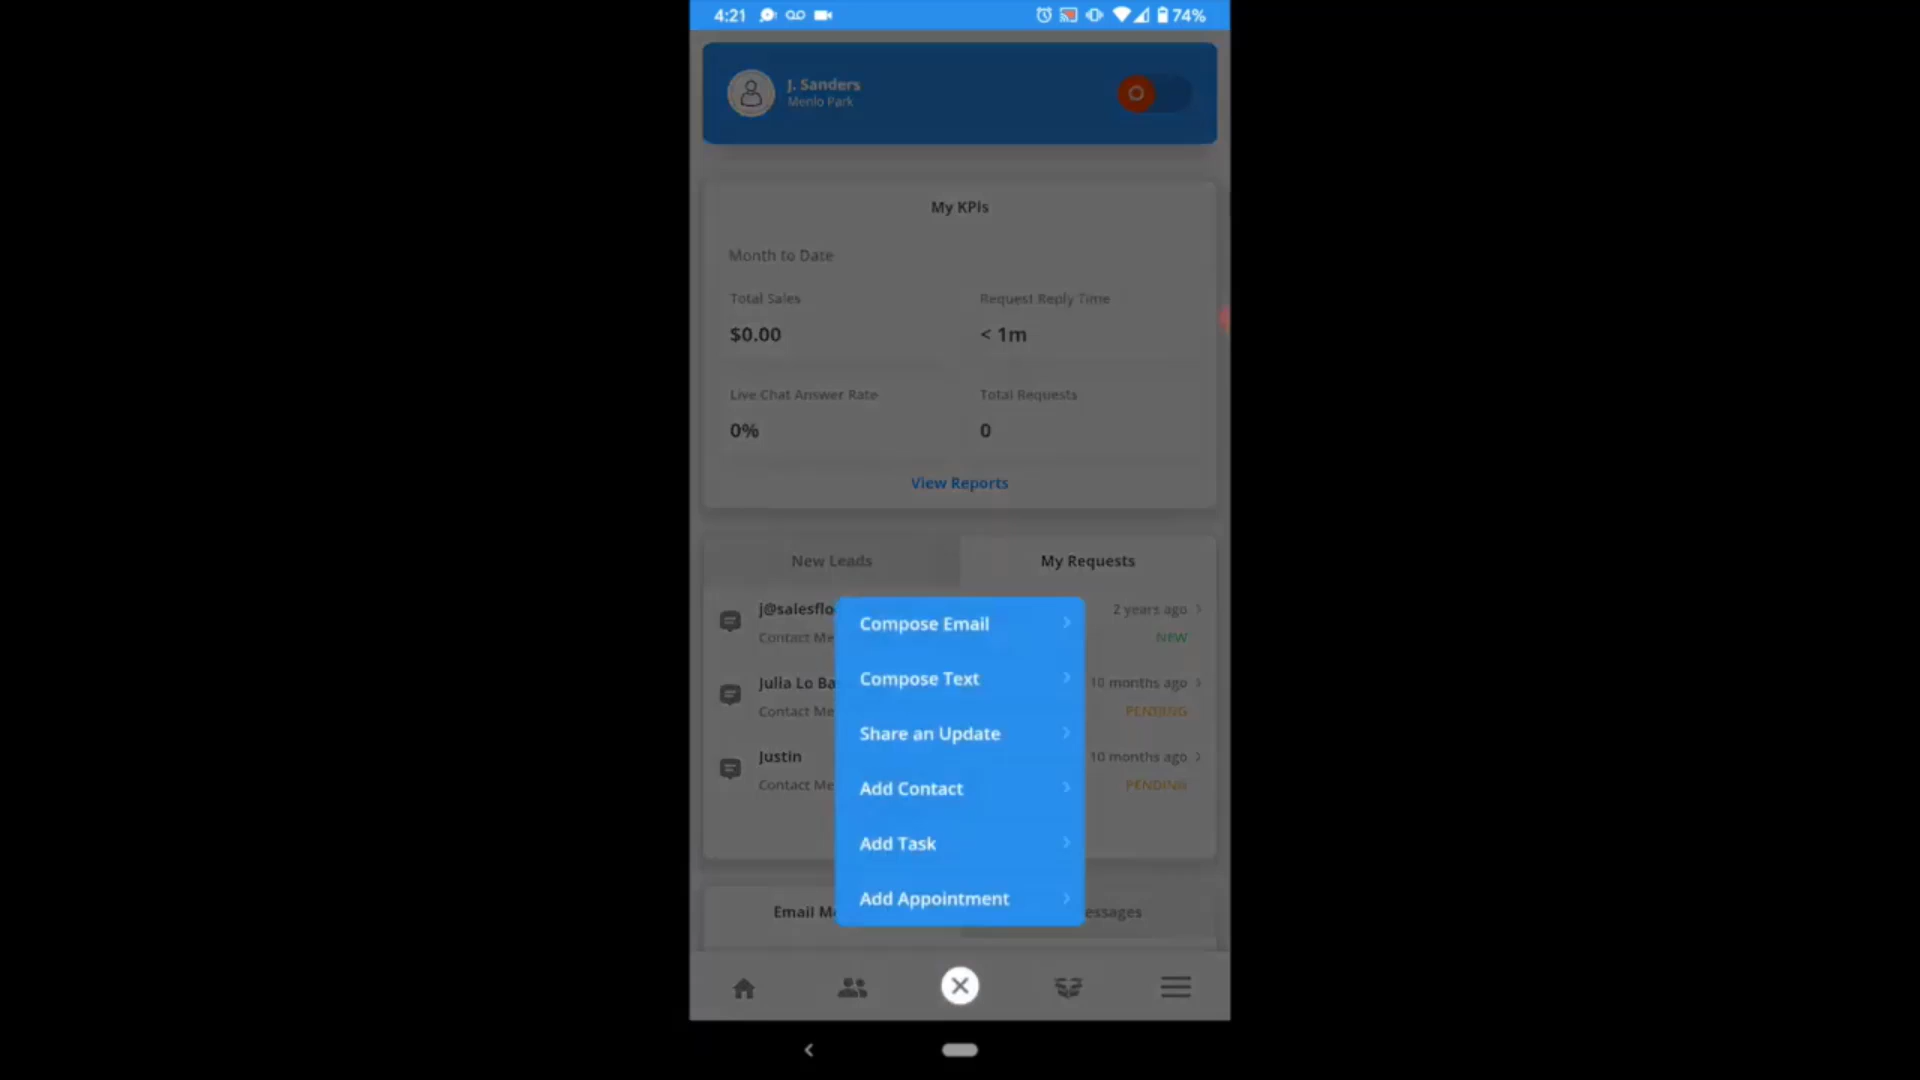 4:21
74%
J. Sanders
Menlo Park
My KPIs
Month to Date
Total Sales
Request Reply Time
$0.00
< 1m
Live Chat Answer Rate
Total Requests
0%
0
View Reports
New Leads
My Requests
j@salesflo
2 years ago
Contact Me
NEW
Julia Lo Ba
10 months ago
Contact Me
PENDING
Justin
10 months ago
Contact Me
PENDING
Compose Email
Compose Text
Share an Update
Add Contact
Add Task
Add Appointment
Email M
essages